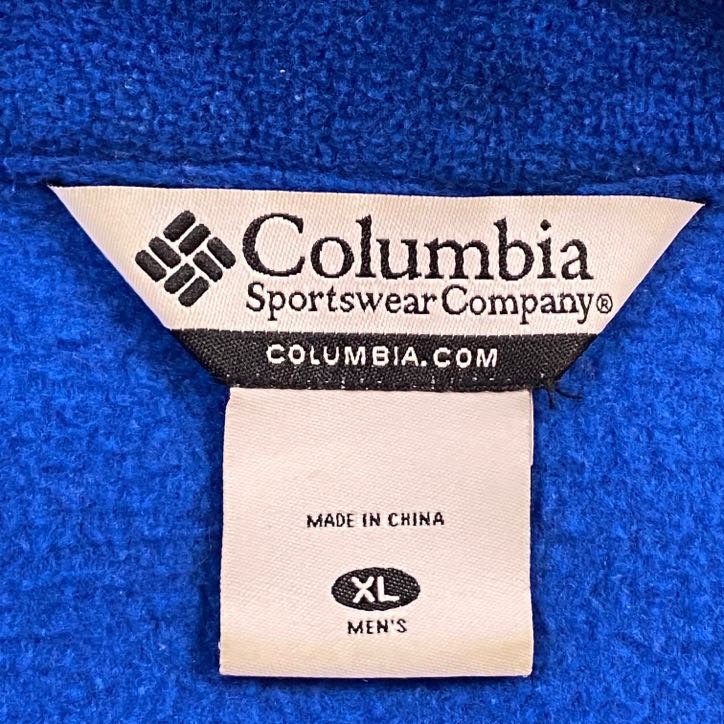 Columbia
Sportswear Company®
COLUMBIA.COM
MADE IN CHINA
XL
MEN'S